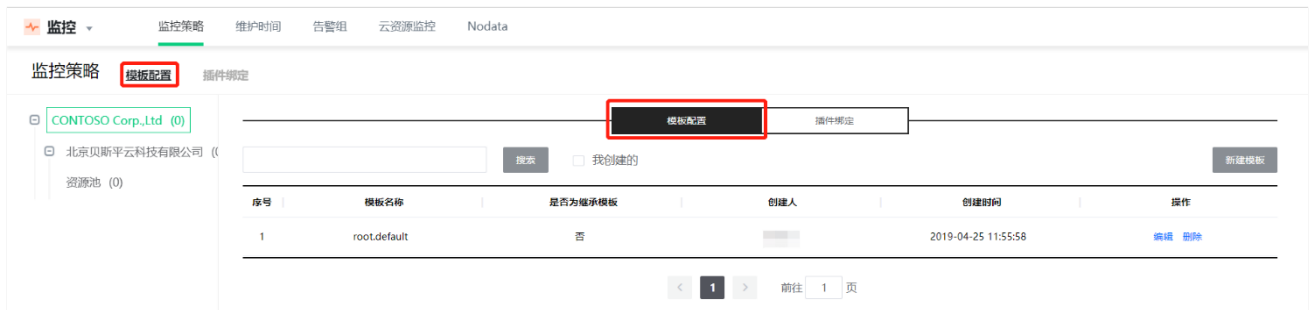 监控 监控策略 维护时间 告警组 云资源监控 Nodata
监控策略 模板配置 插件绑定
CONTOSO Corp.,Ltd (0)
模板配置 插件绑定
北京贝斯平云科技有限公司 (
搜索 我创建的 新建模板
资源池 (0)
序号 模板名称 是否为继承模板 创建人 创建时间 操作
1 root.default 否 2019-04-25 11:55:58 编辑 删除
< 1 > 前往 1 页